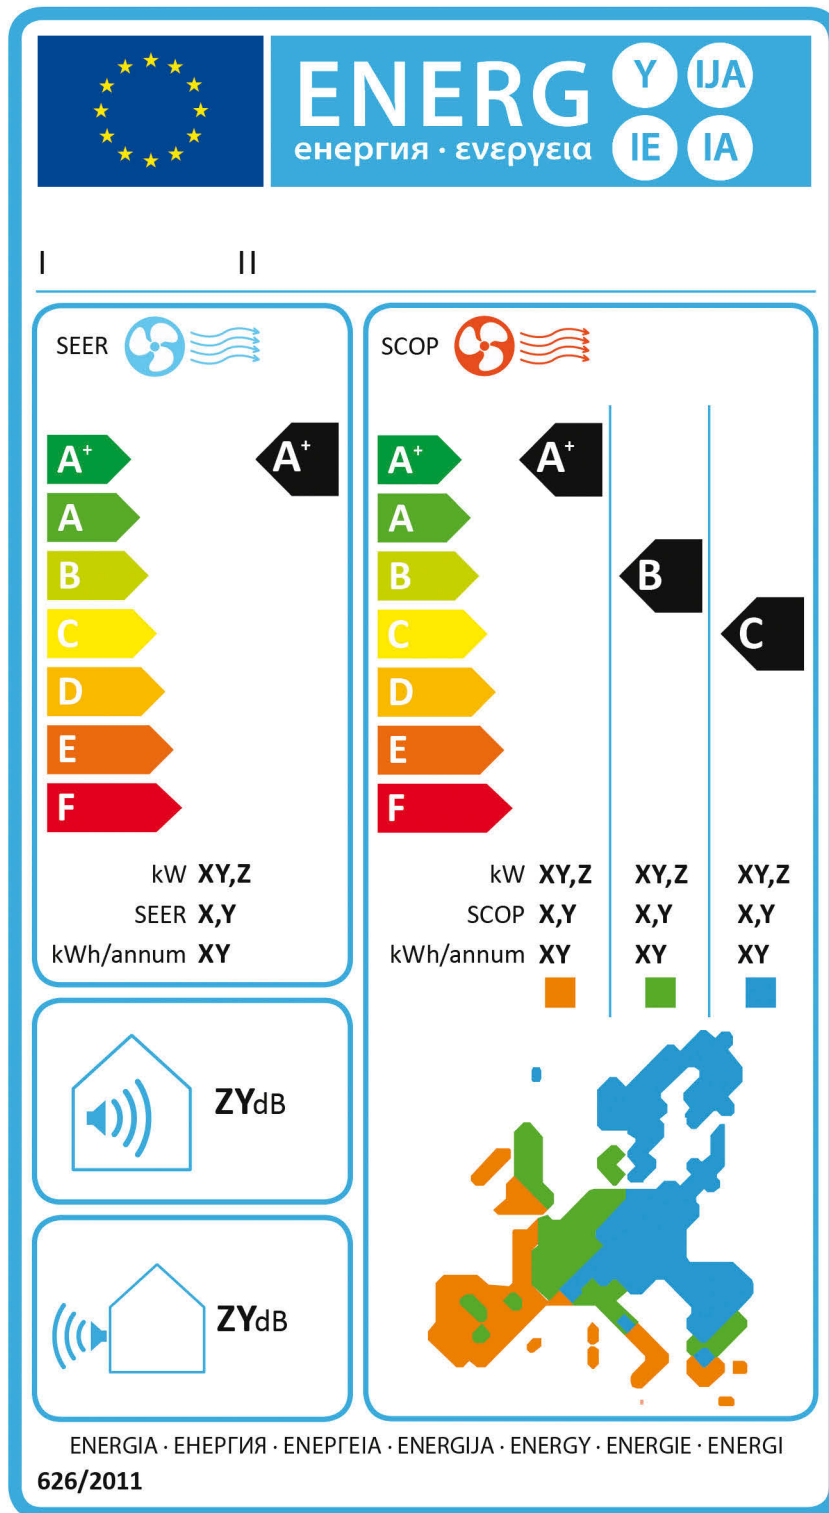 ENERG Y IJA
енергия · ενεργεια IE IA
I II
SEER
A+ A+
A
B
C
D
E
F
kW XY,Z
SEER X,Y
kWh/annum XY
SCOP
A+ A+
A
B B
C C
D
E
F
kW XY,Z XY,Z XY,Z
SCOP X,Y X,Y X,Y
kWh/annum XY XY XY
ZYdB
ZYdB
ENERGIA · ЕНЕРГИЯ · ΕΝΕΡΓΕΙΑ · ENERGIJA · ENERGY · ENERGIE · ENERGI
626/2011